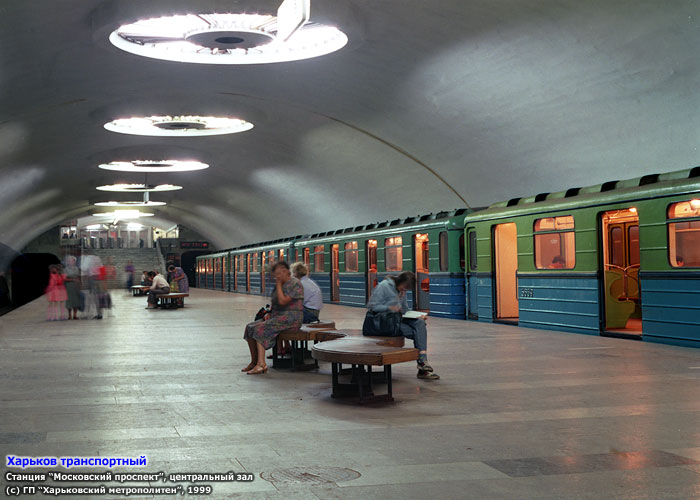 Харьков транспортный
Станция "Московский проспект", центральный зал
(c) ГП "Харьковский метрополитен", 1999